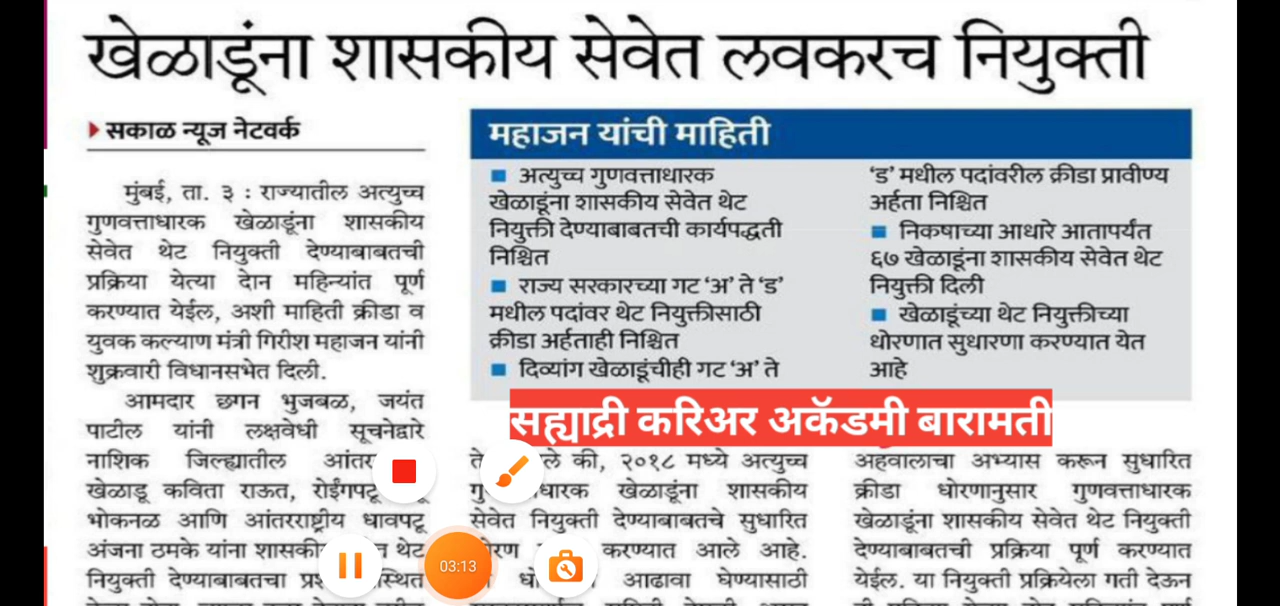 खेळाडूंना शासकीय सेवेत लवकरच नियुक्ती
सकाळ न्यूज नेटवर्क
मुंबई, ता. ३ : राज्यातील अत्युच्च
गुणवत्ताधारक खेळाडूंना शासकीय
सेवेत थेट नियुक्ती देण्याबाबतची
प्रक्रिया येत्या दोन महिन्यांत पूर्ण
करण्यात येईल, अशी माहिती क्रीडा व
युवक कल्याण मंत्री गिरीश महाजन यांनी
शुक्रवारी विधानसभेत दिली.
आमदार छगन भुजबळ, जयंत
पाटील यांनी लक्षवेधी सूचनेद्वारे
नाशिक जिल्ह्यातील
खेळाडू कविता राऊत,
भोकनळ आणि आंतरराष्ट्रीय धावपटू
अंजना ठमके यांना थेट
नियुक्ती देण्याबाबतचा
महाजन यांची माहिती
अत्युच्च गुणवत्ताधारक
खेळाडूंना शासकीय सेवेत थेट
नियुक्ती देण्याबाबतची कार्यपद्धती
निश्चित
राज्य सरकारच्या गट ‘अ’ ते ‘ड’
मधील पदांवर थेट नियुक्तीसाठी
क्रीडा अर्हताही निश्चित
दिव्यांग खेळाडूंचीही गट ‘अ’ ते
‘ड’ मधील पदांवरील क्रीडा प्रावीण्य
अर्हता निश्चित
निकषाच्या आधारे आतापर्यंत
६७ खेळाडूंना शासकीय सेवेत थेट
नियुक्ती दिली
खेळाडूंच्या थेट नियुक्तीच्या
धोरणात सुधारणा करण्यात येत
आहे
सह्याद्री करिअर अकॅडमी बारामती
की, २०१८ मध्ये अत्युच्च
खेळाडूंना शासकीय
सेवेत नियुक्ती देण्याबाबतचे सुधारित
करण्यात आले आहे.
आढावा घेण्यासाठी
अहवालाचा अभ्यास करून सुधारित
क्रीडा धोरणानुसार गुणवत्ताधारक
खेळाडूंना शासकीय सेवेत थेट नियुक्ती
देण्याबाबतची प्रक्रिया पूर्ण करण्यात
येईल. या नियुक्ती प्रक्रियेला गती देऊन
03:13